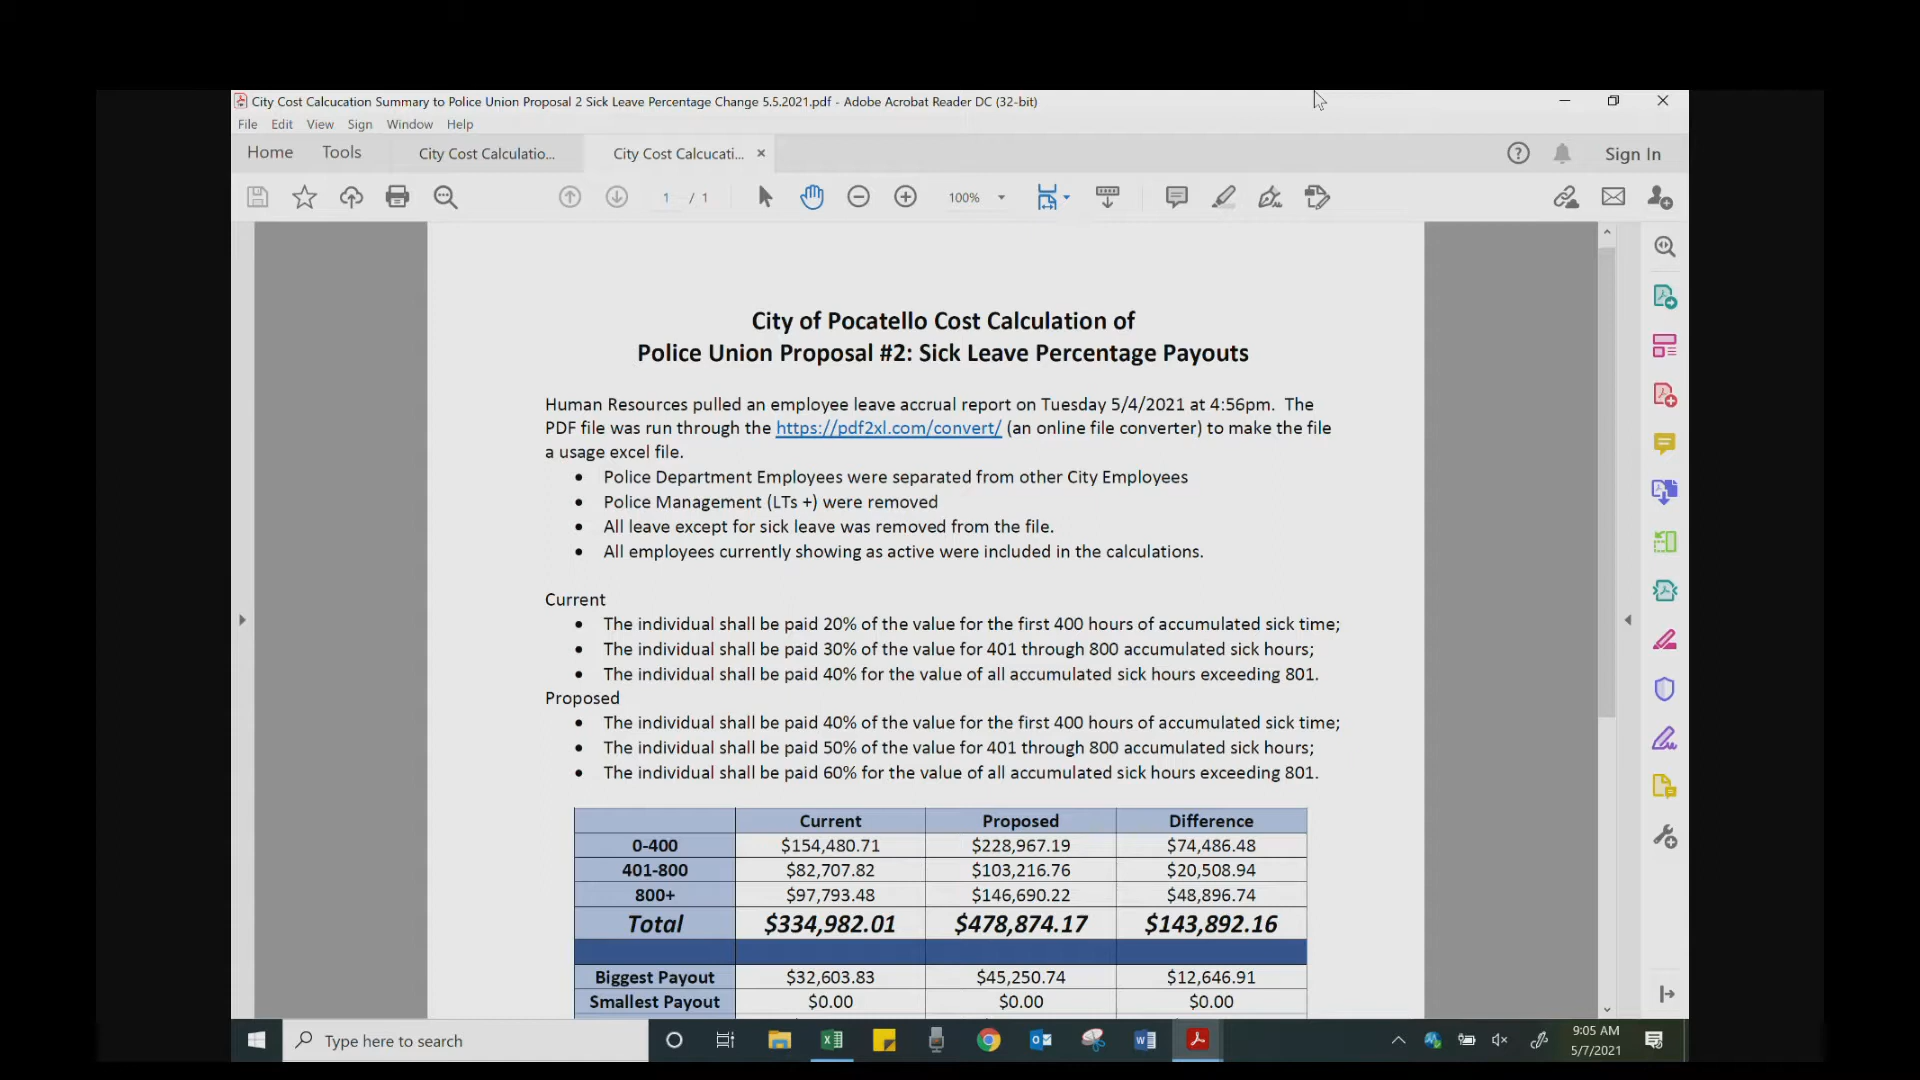 City Cost Calcucation Summary to Police Union Proposal 2 Sick Leave Percentage Change 5.5.2021.pdf - Adobe Acrobat Reader DC (32-bit)
File Edit View Sign Window Help
Home Tools City Cost Calculatio... City Cost Calcucati... × Sign In
1 / 1 100%
City of Pocatello Cost Calculation of
Police Union Proposal #2: Sick Leave Percentage Payouts
Human Resources pulled an employee leave accrual report on Tuesday 5/4/2021 at 4:56pm. The
PDF file was run through the https://pdf2xl.com/convert/ (an online file converter) to make the file
a usage excel file.
• Police Department Employees were separated from other City Employees
• Police Management (LTs +) were removed
• All leave except for sick leave was removed from the file.
• All employees currently showing as active were included in the calculations.
Current
• The individual shall be paid 20% of the value for the first 400 hours of accumulated sick time;
• The individual shall be paid 30% of the value for 401 through 800 accumulated sick hours;
• The individual shall be paid 40% for the value of all accumulated sick hours exceeding 801.
Proposed
• The individual shall be paid 40% of the value for the first 400 hours of accumulated sick time;
• The individual shall be paid 50% of the value for 401 through 800 accumulated sick hours;
• The individual shall be paid 60% for the value of all accumulated sick hours exceeding 801.
Current Proposed Difference
0-400 $154,480.71 $228,967.19 $74,486.48
401-800 $82,707.82 $103,216.76 $20,508.94
800+ $97,793.48 $146,690.22 $48,896.74
Total $334,982.01 $478,874.17 $143,892.16
Biggest Payout $32,603.83 $45,250.74 $12,646.91
Smallest Payout $0.00 $0.00 $0.00
Type here to search
9:05 AM
5/7/2021